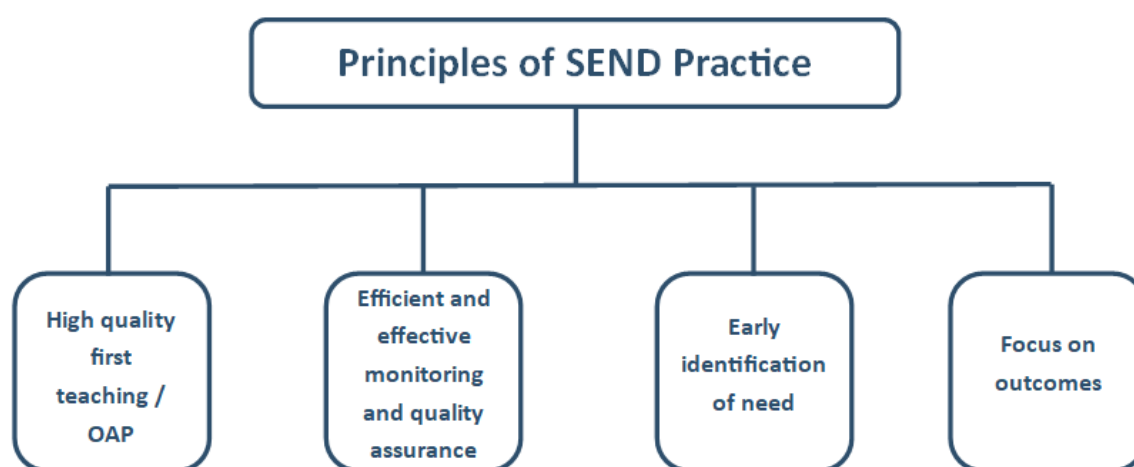 Principles of SEND Practice
High quality
first
teaching /
OAP
Efficient and
effective
monitoring
and quality
assurance
Early
identification
of need
Focus on
outcomes